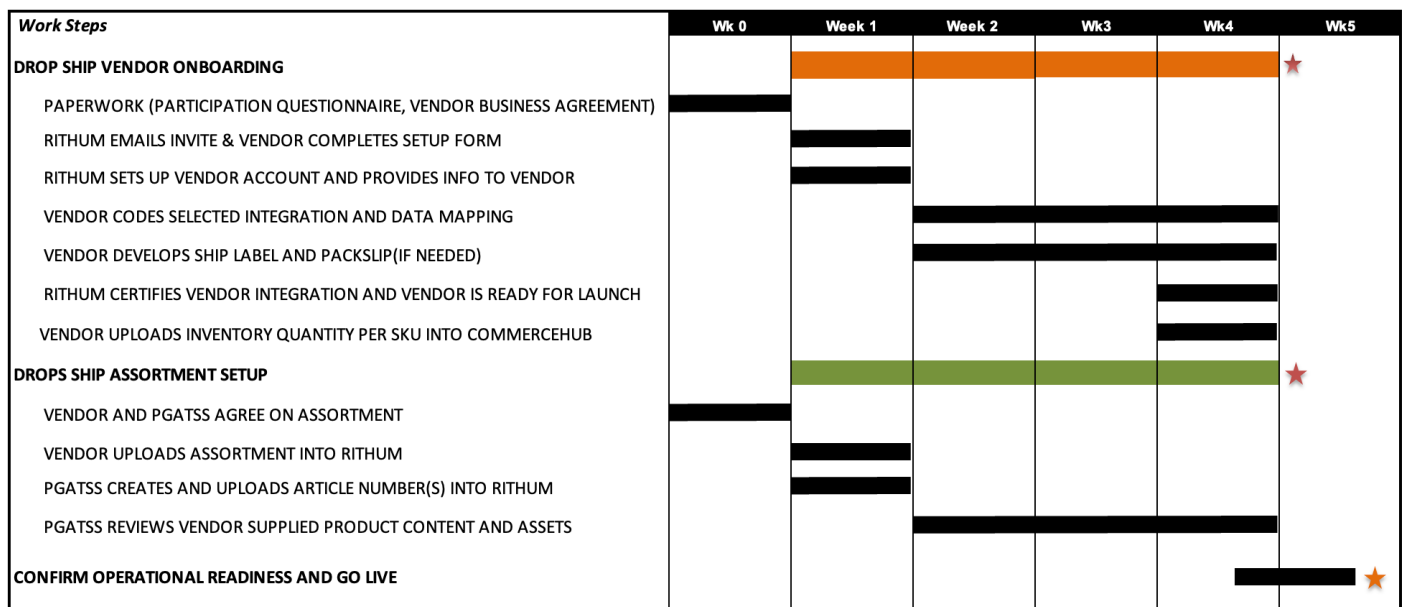 Work Steps Wk 0 Week 1 Week 2 Wk3 Wk4 Wk5
DROP SHIP VENDOR ONBOARDING
PAPERWORK (PARTICIPATION QUESTIONNAIRE, VENDOR BUSINESS AGREEMENT)
RITHUM EMAILS INVITE & VENDOR COMPLETES SETUP FORM
RITHUM SETS UP VENDOR ACCOUNT AND PROVIDES INFO TO VENDOR
VENDOR CODES SELECTED INTEGRATION AND DATA MAPPING
VENDOR DEVELOPS SHIP LABEL AND PACKSLIP(IF NEEDED)
RITHUM CERTIFIES VENDOR INTEGRATION AND VENDOR IS READY FOR LAUNCH
VENDOR UPLOADS INVENTORY QUANTITY PER SKU INTO COMMERCEHUB
DROPS SHIP ASSORTMENT SETUP
VENDOR AND PGATSS AGREE ON ASSORTMENT
VENDOR UPLOADS ASSORTMENT INTO RITHUM
PGATSS CREATES AND UPLOADS ARTICLE NUMBER(S) INTO RITHUM
PGATSS REVIEWS VENDOR SUPPLIED PRODUCT CONTENT AND ASSETS
CONFIRM OPERATIONAL READINESS AND GO LIVE